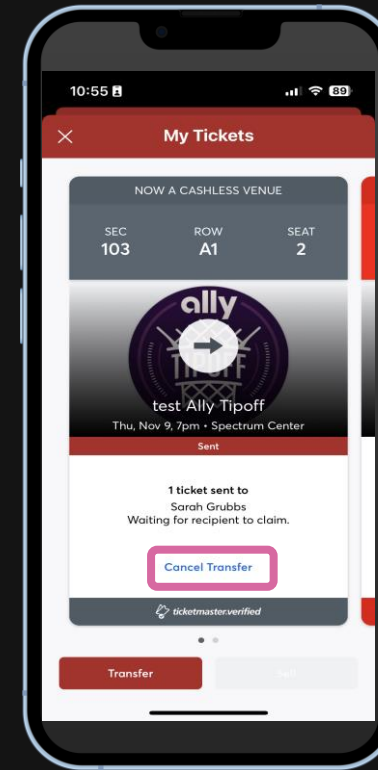 10:55
89
My Tickets
NOW A CASHLESS VENUE
SEC ROW SEAT
103 A1 2
ally
TIPOFF
test Ally Tipoff
Thu, Nov 9, 7pm • Spectrum Center
Sent
1 ticket sent to
Sarah Grubbs
Waiting for recipient to claim.
Cancel Transfer
ticketmaster.verified
Transfer